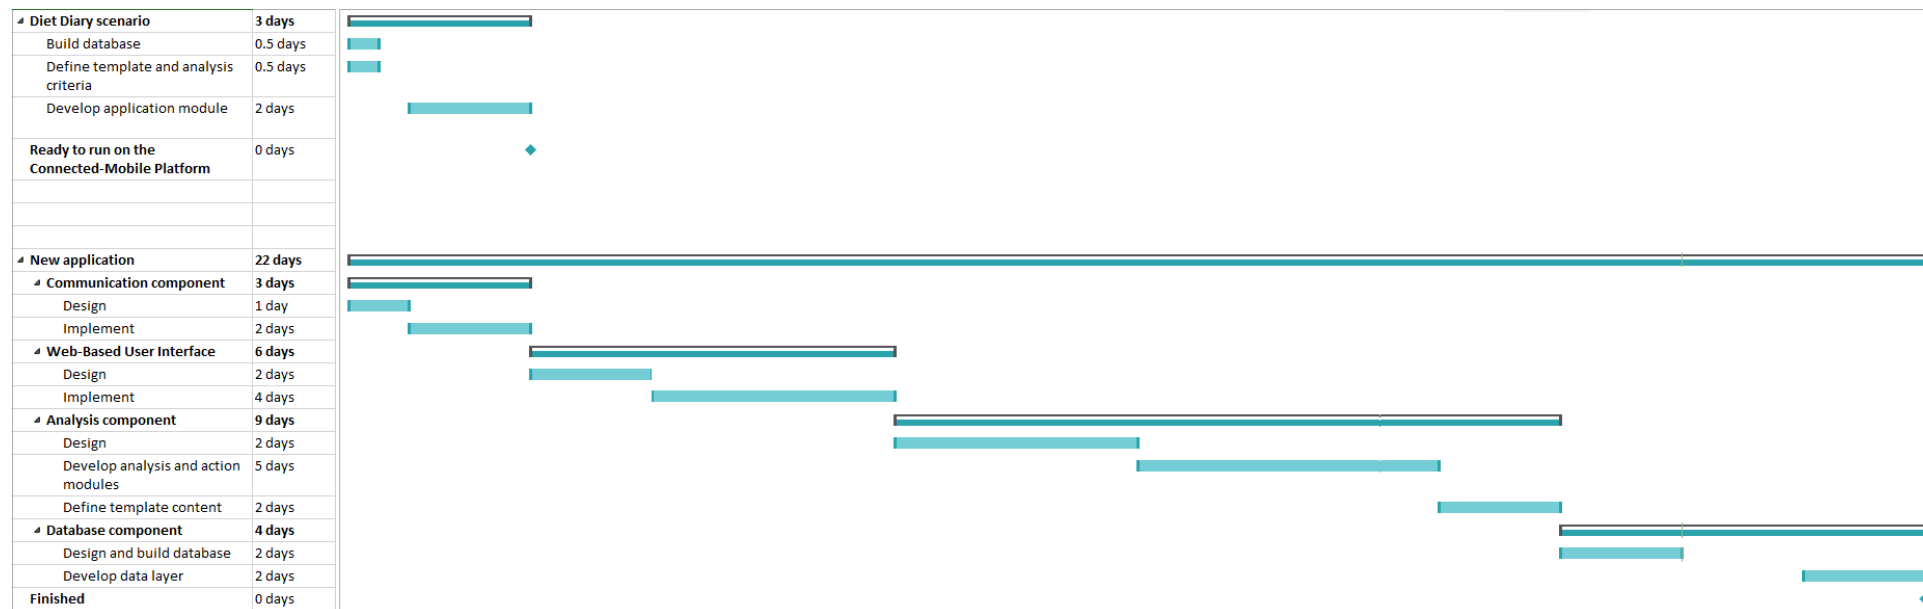 Diet Diary scenario 3 days
Build database 0.5 days
Define template and analysis 0.5 days
criteria
Develop application module 2 days
Ready to run on the 0 days
Connected-Mobile Platform
New application 22 days
Communication component 3 days
Design 1 day
Implement 2 days
Web-Based User Interface 6 days
Design 2 days
Implement 4 days
Analysis component 9 days
Design 2 days
Develop analysis and action 5 days
modules
Define template content 2 days
Database component 4 days
Design and build database 2 days
Develop data layer 2 days
Finished 0 days